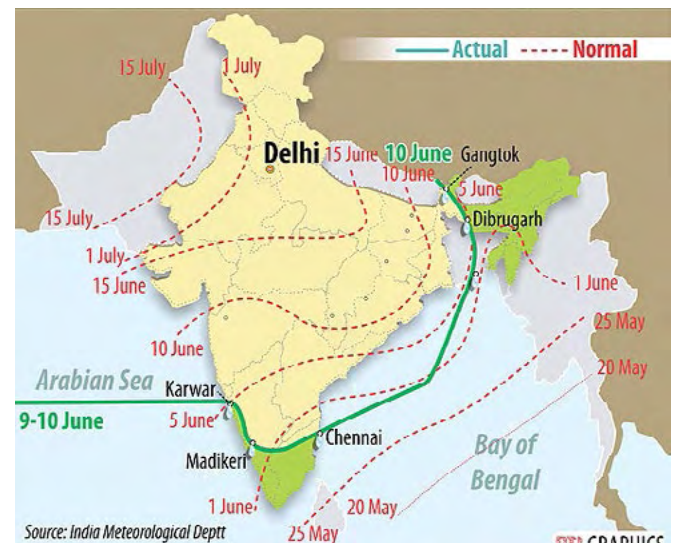 Actual Normal
15 July
1 July
Delhi
15 June
10 June
10 June
Gangtok
5 June
Dibrugarh
15 July
1 July
15 June
1 June
25 May
10 June
20 May
Arabian Sea
Karwar
9-10 June
5 June
Chennai
Madikeri
Bay of
Bengal
1 June
20 May
25 May
Source: India Meteorological Deptt
GRAPHICS